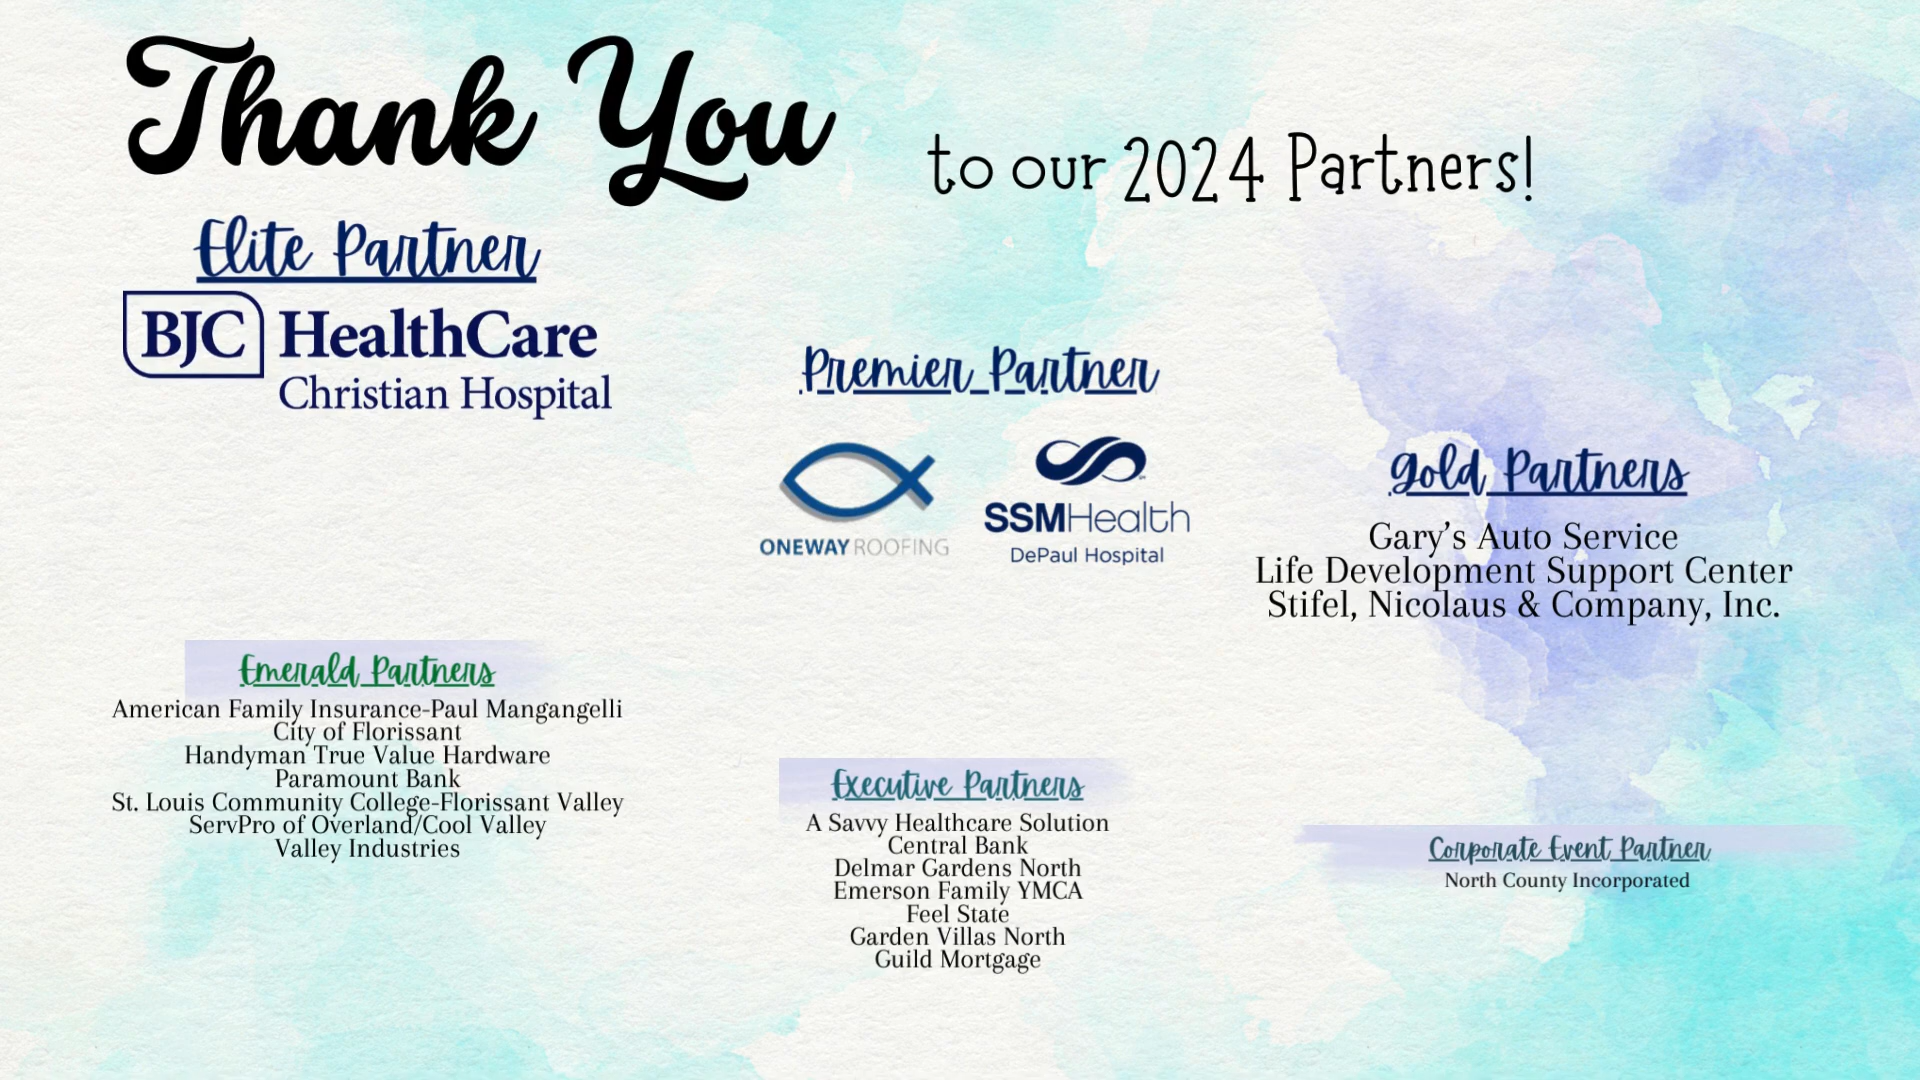 Thank You
to our 2024 Partners!
Elite Partner
BJC HealthCare
Christian Hospital
Premier Partner
ONEWAY ROOFING
SSMHealth
DePaul Hospital
Gold Partners
Gary's Auto Service
Life Development Support Center
Stifel, Nicolaus & Company, Inc.
Emerald Partners
American Family Insurance-Paul Mangangelli
City of Florissant
Handyman True Value Hardware
Paramount Bank
St. Louis Community College-Florissant Valley
ServPro of Overland/Cool Valley
Valley Industries
Executive Partners
A Savvy Healthcare Solution
Central Bank
Delmar Gardens North
Emerson Family YMCA
Feel State
Garden Villas North
Guild Mortgage
Corporate Event Partner
North County Incorporated